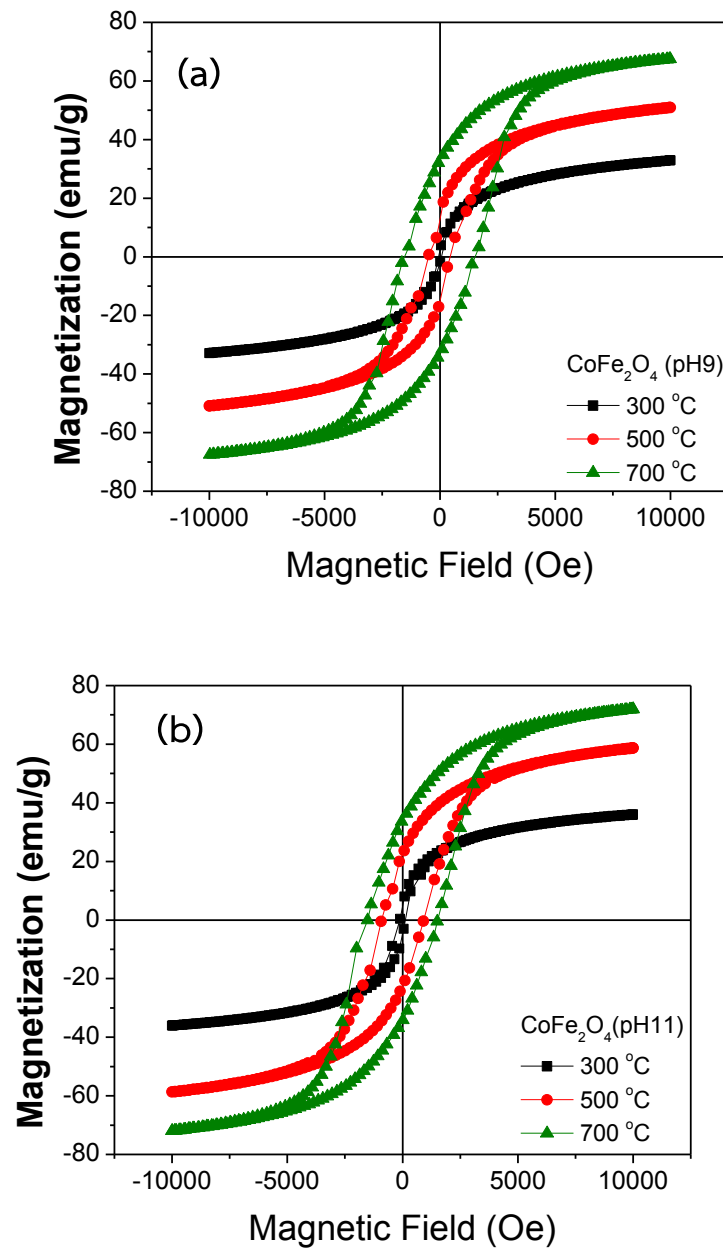 (a)
Magnetization (emu/g)
80
60
40
20
0
-20
-40
-60
-80
CoFe₂O₄ (pH9)
300 °C
500 °C
700 °C
-10000 -5000 0 5000 10000
Magnetic Field (Oe)
(b)
Magnetization (emu/g)
80
60
40
20
0
-20
-40
-60
-80
CoFe₂O₄(pH11)
300 °C
500 °C
700 °C
-10000 -5000 0 5000 10000
Magnetic Field (Oe)